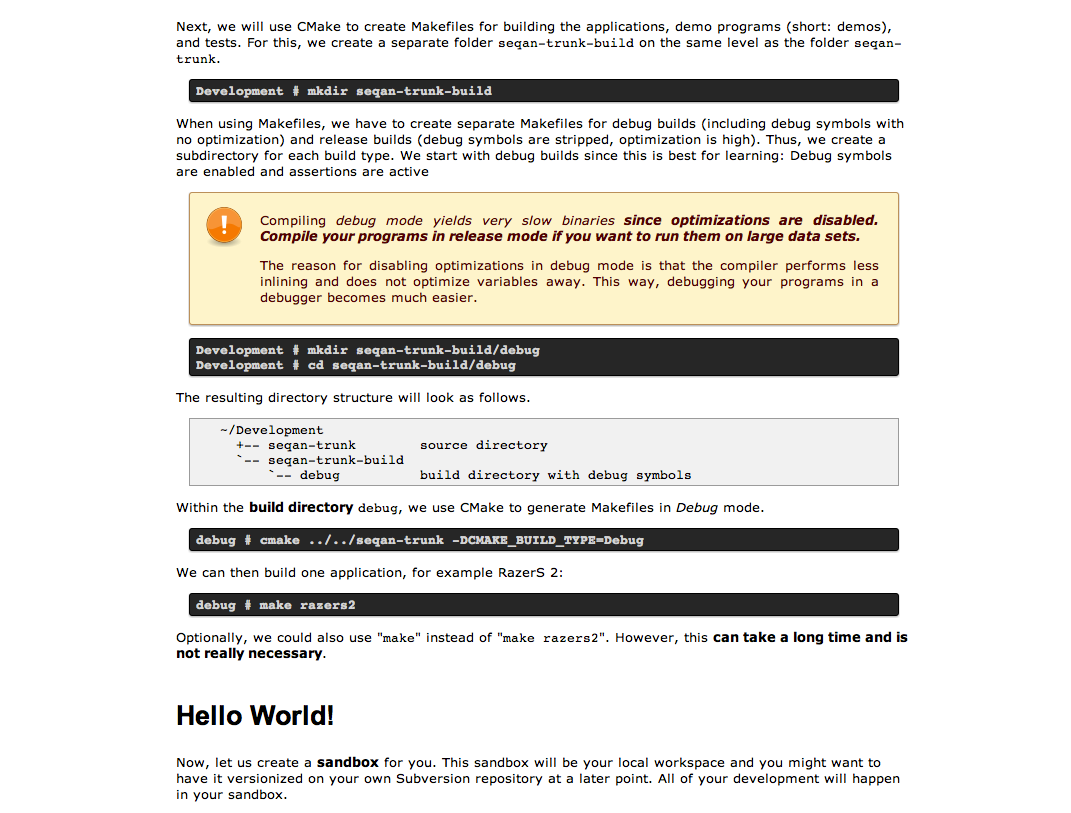 Next, we will use CMake to create Makefiles for building the applications, demo programs (short: demos),
and tests. For this, we create a separate folder seqan-trunk-build on the same level as the folder seqan-
trunk.
Development # mkdir seqan-trunk-build
When using Makefiles, we have to create separate Makefiles for debug builds (including debug symbols with
no optimization) and release builds (debug symbols are stripped, optimization is high). Thus, we create a
subdirectory for each build type. We start with debug builds since this is best for learning: Debug symbols
are enabled and assertions are active
!
Compiling debug mode yields very slow binaries since optimizations are disabled.
Compile your programs in release mode if you want to run them on large data sets.
The reason for disabling optimizations in debug mode is that the compiler performs less
inlining and does not optimize variables away. This way, debugging your programs in a
debugger becomes much easier.
Development # mkdir seqan-trunk-build/debug
Development # cd seqan-trunk-build/debug
The resulting directory structure will look as follows.
~/Development
+-- seqan-trunk        source directory
`-- seqan-trunk-build
`-- debug          build directory with debug symbols
Within the build directory debug, we use CMake to generate Makefiles in Debug mode.
debug # cmake ../../seqan-trunk -DCMAKE_BUILD_TYPE=Debug
We can then build one application, for example RazerS 2:
debug # make razers2
Optionally, we could also use "make" instead of "make razers2". However, this can take a long time and is
not really necessary.
Hello World!
Now, let us create a sandbox for you. This sandbox will be your local workspace and you might want to
have it versionized on your own Subversion repository at a later point. All of your development will happen
in your sandbox.